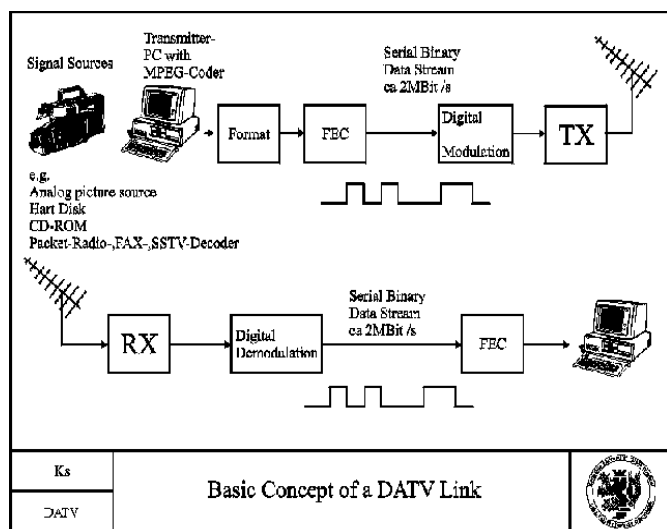 Signal Sources
Transmitter-
PC with
MPEG-Coder
Serial Binary
Data Stream
ca 2MBit /s
Format
FEC
Digital
Modulation
TX
e.g.
Analog picture source
Hart Disk
CD-ROM
Packet-Radio-,FAX-,SSTV-Decoder
RX
Digital
Demodulation
Serial Binary
Data Stream
ca 2MBit /s
FEC
Ks
DATV
Basic Concept of a DATV Link